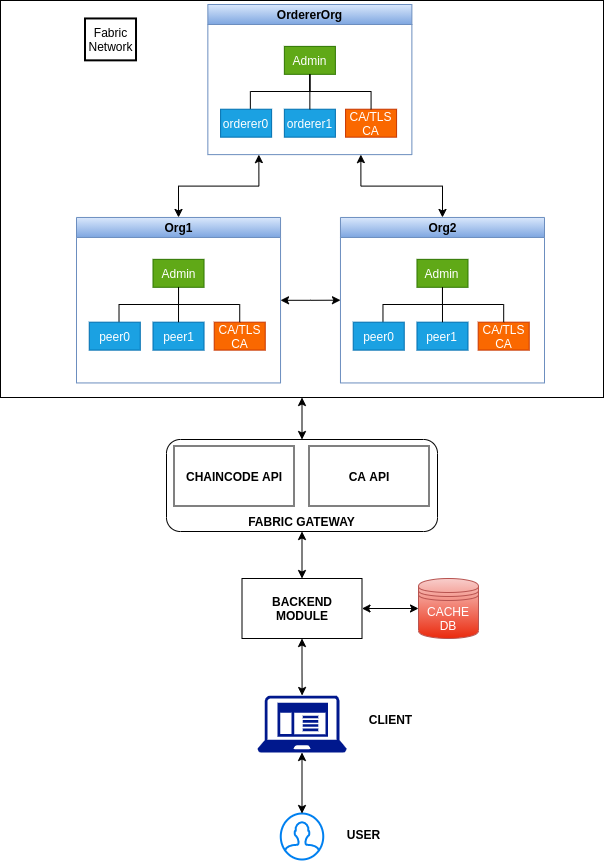 OrdererOrg
Fabric
Network
Admin
orderer0
orderer1
CA/TLS
CA
Org1
Admin
peer0
peer1
CA/TLS
CA
Org2
Admin
peer0
peer1
CA/TLS
CA
CHAINCODE API
CA API
FABRIC GATEWAY
BACKEND
MODULE
CACHE
DB
CLIENT
USER